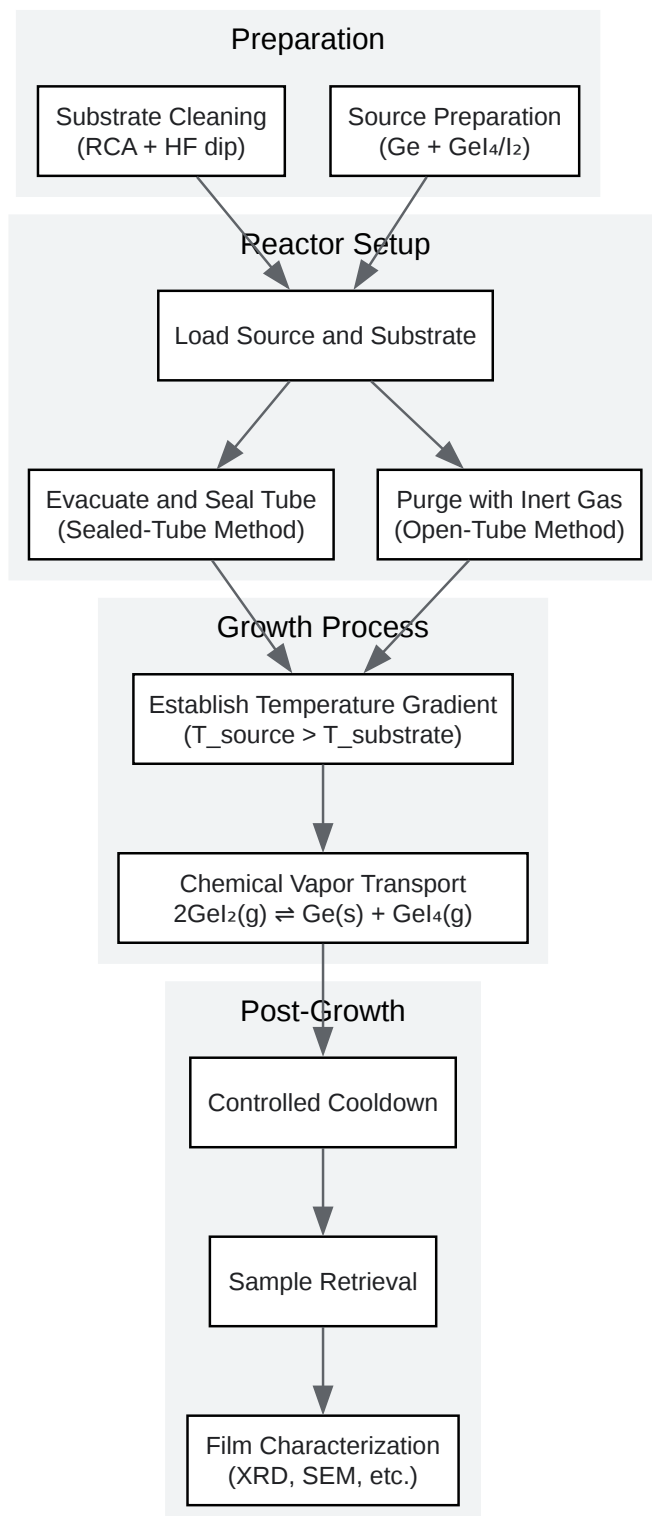 Preparation
Substrate Cleaning
(RCA + HF dip)
Source Preparation
(Ge + GeI₄/I₂)
Reactor Setup
Load Source and Substrate
Evacuate and Seal Tube
(Sealed-Tube Method)
Purge with Inert Gas
(Open-Tube Method)
Growth Process
Establish Temperature Gradient
(T_source > T_substrate)
Chemical Vapor Transport
2GeI₂(g) ⇌ Ge(s) + GeI₄(g)
Post-Growth
Controlled Cooldown
Sample Retrieval
Film Characterization
(XRD, SEM, etc.)